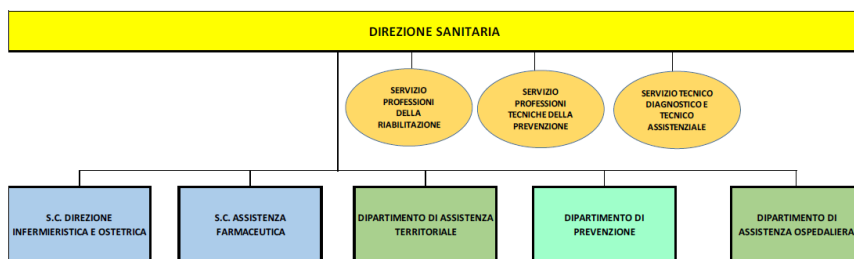 DIREZIONE SANITARIA
SERVIZIO
PROFESSIONI
DELLA
RIABILITAZIONE
SERVIZIO
PROFESSIONI
TECNICHE DELLA
PREVENZIONE
SERVIZIO TECNICO
DIAGNOSTICO E
TECNICO
ASSISTENZIALE
S.C. DIREZIONE
INFERMIERISTICA E OSTETRICA
S.C. ASSISTENZA
FARMACEUTICA
DIPARTIMENTO DI ASSISTENZA
TERRITORIALE
DIPARTIMENTO DI
PREVENZIONE
DIPARTIMENTO DI
ASSISTENZA OSPEDALIERA